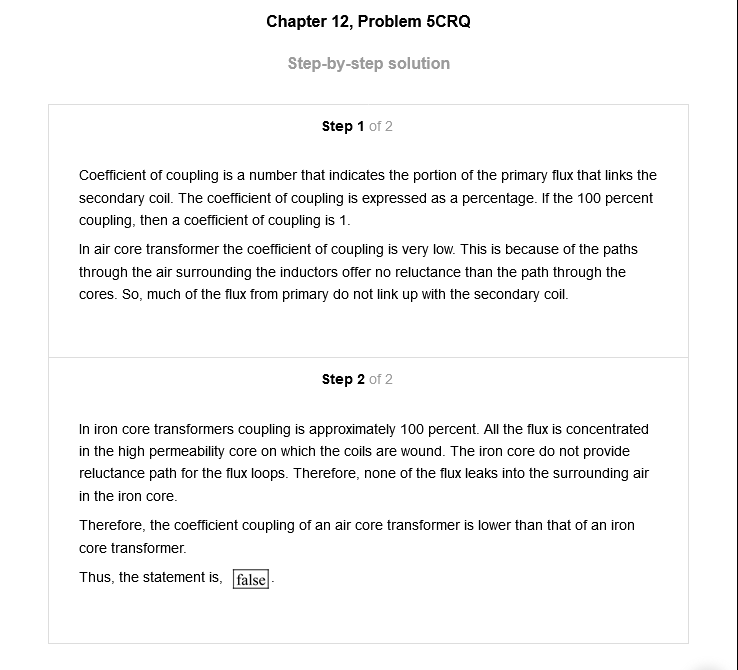 Chapter 12, Problem 5CRQ
Step-by-step solution
Step 1 of 2
Coefficient of coupling is a number that indicates the portion of the primary flux that links the
secondary coil. The coefficient of coupling is expressed as a percentage. If the 100 percent
coupling, then a coefficient of coupling is 1.
In air core transformer the coefficient of coupling is very low. This is because of the paths
through the air surrounding the inductors offer no reluctance than the path through the
cores. So, much of the flux from primary do not link up with the secondary coil.
Step 2 of 2
In iron core transformers coupling is approximately 100 percent. All the flux is concentrated
in the high permeability core on which the coils are wound. The iron core do not provide
reluctance path for the flux loops. Therefore, none of the flux leaks into the surrounding air
in the iron core.
Therefore, the coefficient coupling of an air core transformer is lower than that of an iron
core transformer.
Thus, the statement is, false.